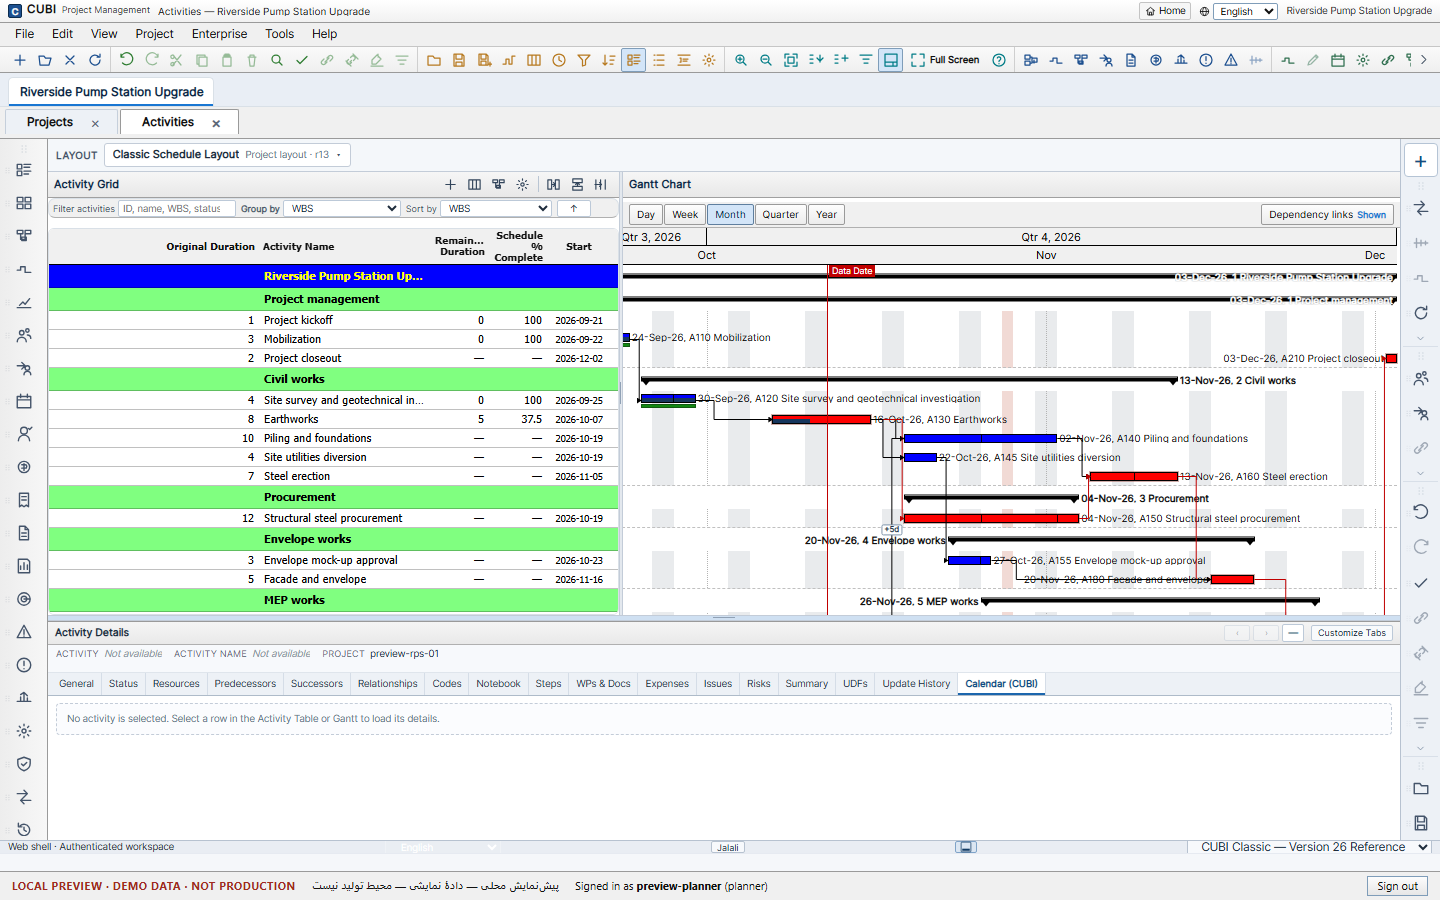 CUBI Project Management Activities — Riverside Pump Station Upgrade
Home English Riverside Pump Station Upgrade
File Edit View Project Enterprise Tools Help
Full Screen
Riverside Pump Station Upgrade
Projects Activities
LAYOUT Classic Schedule Layout Project layout · r13
Activity Grid
Filter activities ID, name, WBS, status Group by WBS Sort by WBS
Original Duration Activity Name Remain... Duration Schedule % Complete Start
Riverside Pump Station Up...
Project management
1 Project kickoff 0 100 2026-09-21
3 Mobilization 0 100 2026-09-22
2 Project closeout — — 2026-12-02
Civil works
4 Site survey and geotechnical in... 0 100 2026-09-25
8 Earthworks 5 37.5 2026-10-07
10 Piling and foundations — — 2026-10-19
4 Site utilities diversion — — 2026-10-19
7 Steel erection — — 2026-11-05
Procurement
12 Structural steel procurement — — 2026-10-19
Envelope works
3 Envelope mock-up approval — — 2026-10-23
5 Facade and envelope — — 2026-11-16
MEP works
Gantt Chart
Day Week Month Quarter Year Dependency links Shown
Qtr 3, 2026 Qtr 4, 2026
Oct Nov Dec
Data Date
03-Dec-26, 1 Riverside Pump Station Upgrade
03-Dec-26, 1 Project management
24-Sep-26, A110 Mobilization
03-Dec-26, A210 Project closeout
13-Nov-26, 2 Civil works
30-Sep-26, A120 Site survey and geotechnical investigation
16-Oct-26, A130 Earthworks
02-Nov-26, A140 Piling and foundations
22-Oct-26, A145 Site utilities diversion
13-Nov-26, A160 Steel erection
04-Nov-26, 3 Procurement
04-Nov-26, A150 Structural steel procurement
+5d
20-Nov-26, 4 Envelope works
27-Oct-26, A155 Envelope mock-up approval
20-Nov-26, A180 Facade and envelope
26-Nov-26, 5 MEP works
Activity Details
Customize Tabs
ACTIVITY Not available ACTIVITY NAME Not available PROJECT preview-rps-01
General Status Resources Predecessors Successors Relationships Codes Notebook Steps WPs & Docs Expenses Issues Risks Summary UDFs Update History Calendar (CUBI)
No activity is selected. Select a row in the Activity Table or Gantt to load its details.
Web shell · Authenticated workspace English Jalali CUBI Classic — Version 26 Reference
LOCAL PREVIEW · DEMO DATA · NOT PRODUCTION پیش‌نمایش محلی — دادهٔ نمایشی — محیط تولید نیست Signed in as preview-planner (planner) Sign out